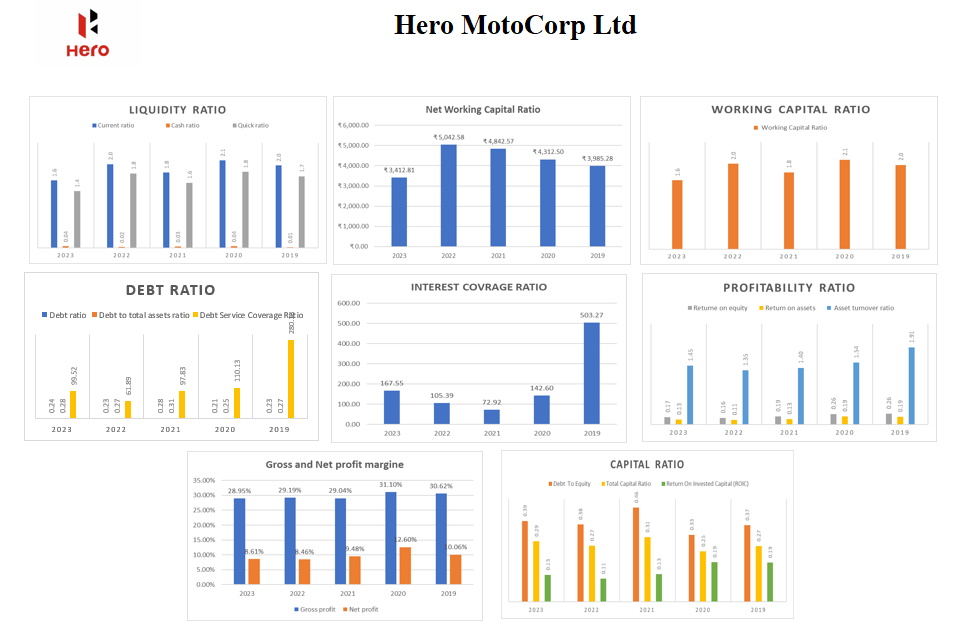 Hero MotoCorp Ltd
HERO
LIQUIDITY RATIO
Current ratio Cash ratio Quick ratio
1.6 0.04 1.4 2.0 0.02 1.8 1.8 0.03 1.6 2.1 0.04 1.8 2.0 0.01 1.7
2023 2022 2021 2020 2019
Net Working Capital Ratio
₹6,000.00
₹5,000.00
₹4,000.00
₹3,000.00
₹2,000.00
₹1,000.00
₹0.00
₹3,412.81 ₹5,042.58 ₹4,842.57 ₹4,312.50 ₹3,985.28
2023 2022 2021 2020 2019
WORKING CAPITAL RATIO
Working Capital Ratio
1.6 2.0 1.8 2.1 2.0
2023 2022 2021 2020 2019
DEBT RATIO
Debt ratio Debt to total assets ratio Debt Service Coverage Ratio
0.24 0.28 99.52 0.23 0.27 61.89 0.28 0.31 97.83 0.21 0.25 110.13 0.23 0.27
2023 2022 2021 2020 2019
INTEREST COVRAGE RATIO
600.00
500.00
400.00
300.00
200.00
100.00
0.00
167.55 105.39 72.92 142.60 503.27
2023 2022 2021 2020 2019
PROFITABILITY RATIO
Returne on equity Return on assets Asset turnover ratio
0.17 0.13 1.45 0.16 0.11 1.35 0.19 0.13 1.40 0.26 0.19 1.54 0.26 0.19 1.91
2023 2022 2021 2020 2019
Gross and Net profit margine
35.00%
30.00%
25.00%
20.00%
15.00%
10.00%
5.00%
0.00%
28.95% 29.19% 29.04% 31.10% 30.62%
8.61% 8.46% 9.48% 12.60% 10.06%
2023 2022 2021 2020 2019
Gross profit Net profit
CAPITAL RATIO
Debt To Equity Total Capital Ratio Return On Invested Capital (ROIC)
0.39 0.29 0.13 0.38 0.27 0.11 0.46 0.31 0.13 0.33 0.25 0.19 0.37 0.27 0.19
2023 2022 2021 2020 2019